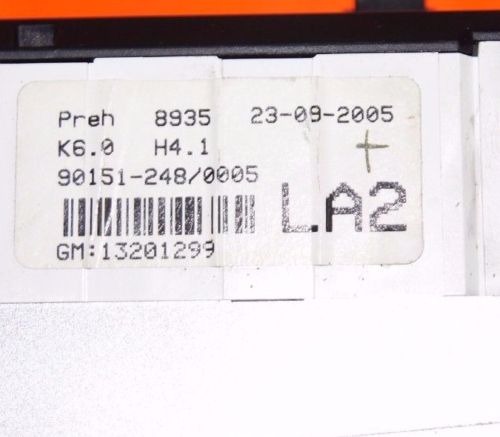 Preh 8935 23-09-2005
K6.0 H4.1
90151-248/0005
LA2
GM:13201299